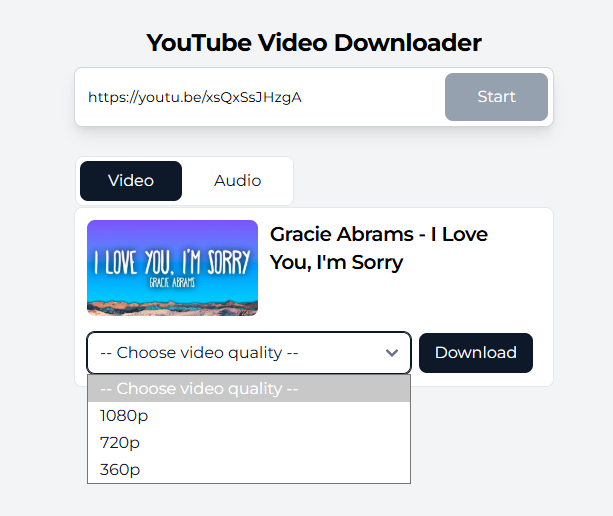 YouTube Video Downloader
https://youtu.be/xsQxSsJHzgA
Start
Video
Audio
I LOVE YOU, I'M SORRY
GRACIE ABRAMS
Gracie Abrams - I Love
You, I'm Sorry
-- Choose video quality --
Download
-- Choose video quality --
1080p
720p
360p